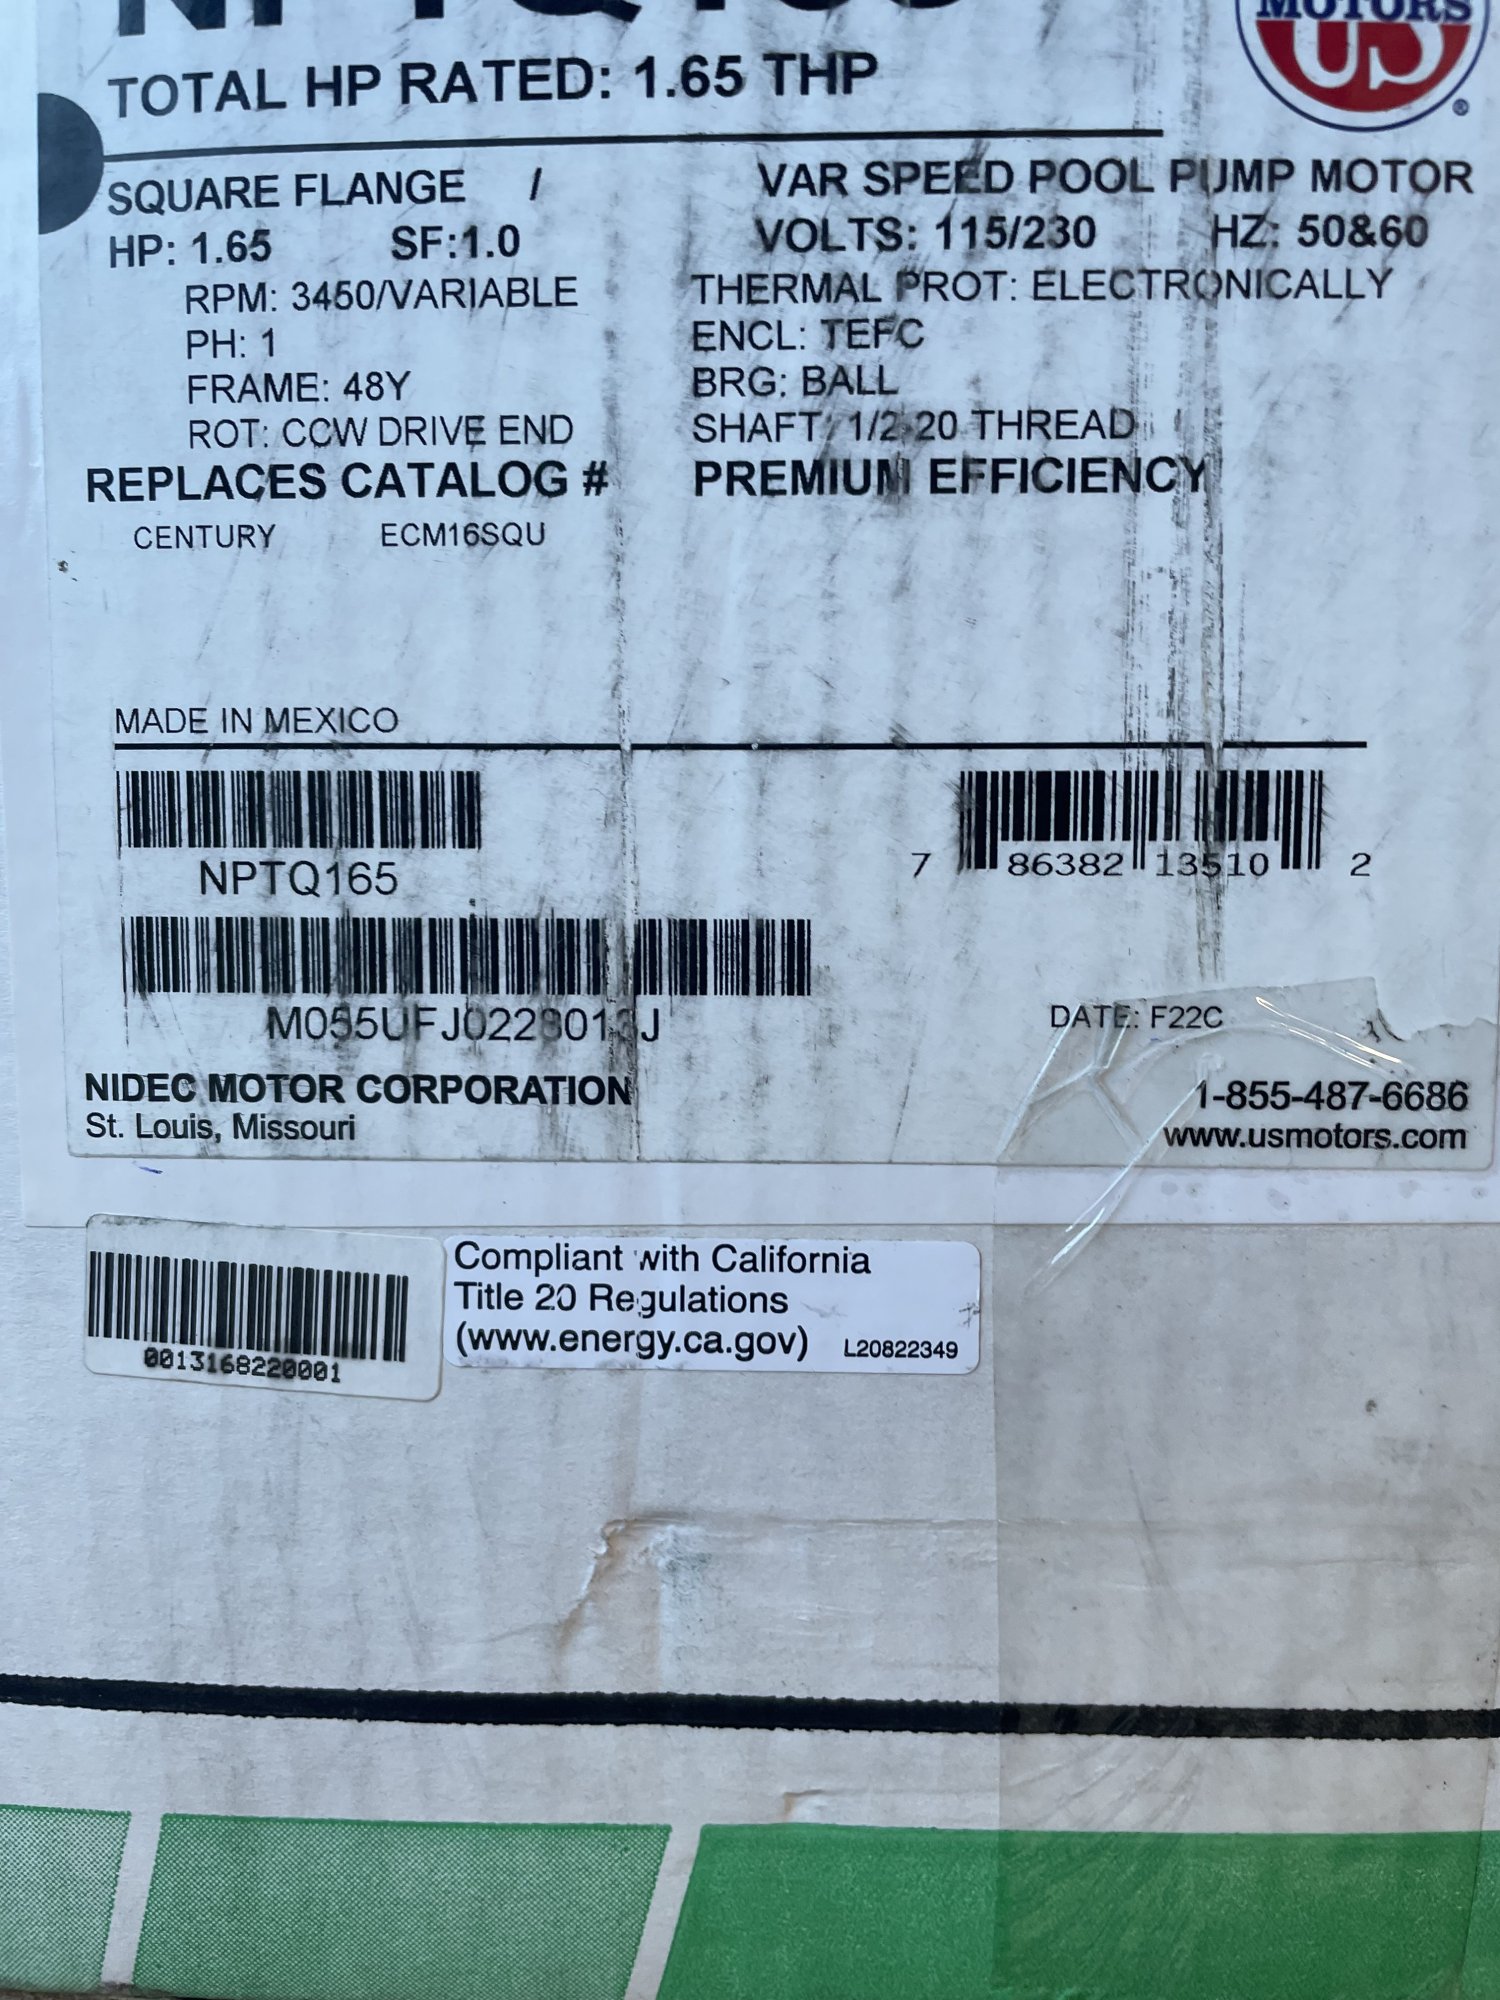 TOTAL HP RATED: 1.65 THP
MOTORS
US
®
SQUARE FLANGE / VAR SPEED POOL PUMP MOTOR
HP: 1.65 SF:1.0 VOLTS: 115/230 HZ: 50&60
RPM: 3450/VARIABLE THERMAL PROT: ELECTRONICALLY
PH: 1 ENCL: TEFC
FRAME: 48Y BRG: BALL
ROT: CCW DRIVE END SHAFT: 1/2-20 THREAD
REPLACES CATALOG # PREMIUM EFFICIENCY
CENTURY ECM16SQU
MADE IN MEXICO
NPTQ165
7 86382 13510 2
DATE: F22C
NIDEC MOTOR CORPORATION 1-855-487-6686
St. Louis, Missouri www.usmotors.com
0013168220001
Compliant with California
Title 20 Regulations
(www.energy.ca.gov) L20822349